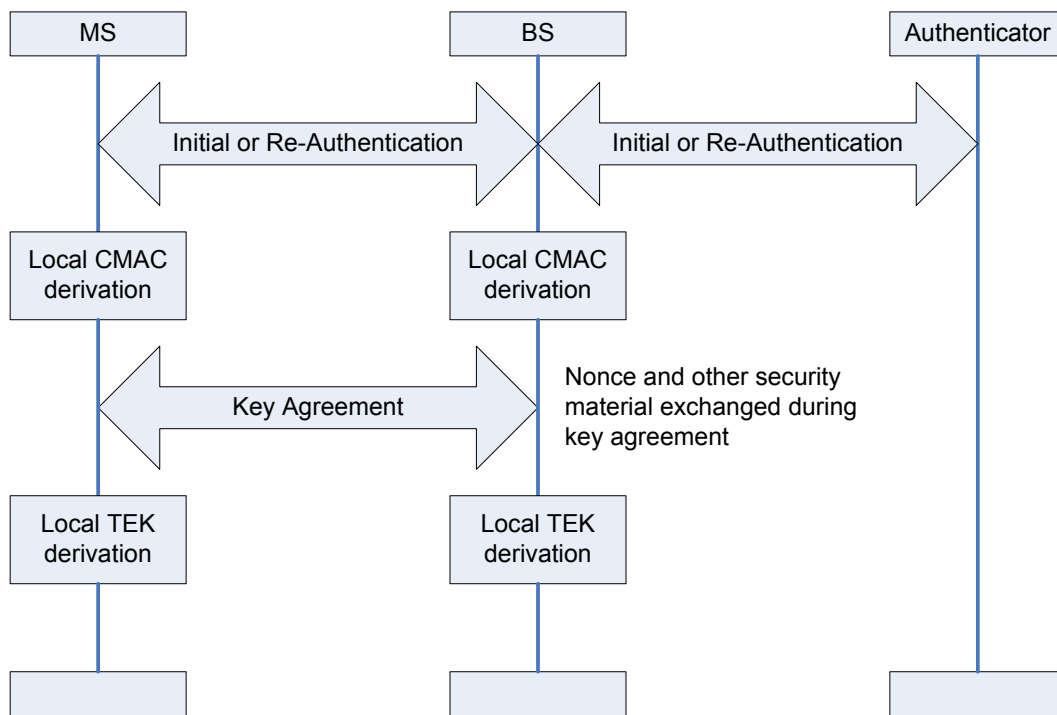 MS
BS
Authenticator
Initial or Re-Authentication
Initial or Re-Authentication
Local CMAC
derivation
Local CMAC
derivation
Key Agreement
Nonce and other security
material exchanged during
key agreement
Local TEK
derivation
Local TEK
derivation